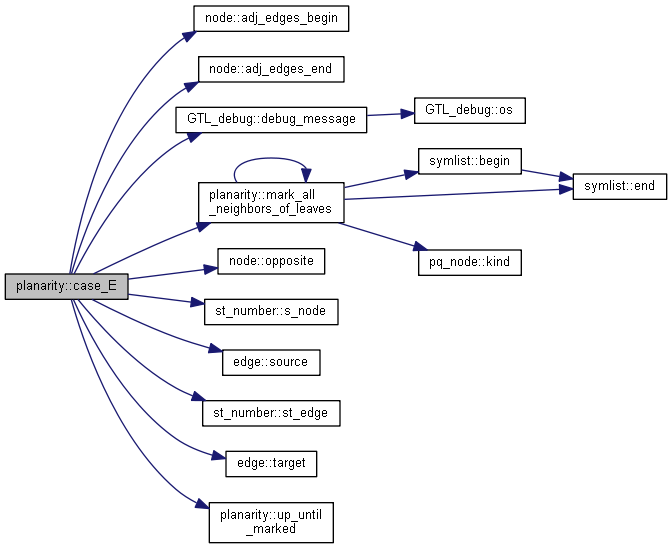 node::adj_edges_begin
node::adj_edges_end
GTL_debug::debug_message
GTL_debug::os
symlist::begin
planarity::mark_all
_neighbors_of_leaves
symlist::end
node::opposite
pq_node::kind
planarity::case_E
st_number::s_node
edge::source
st_number::st_edge
edge::target
planarity::up_until
_marked